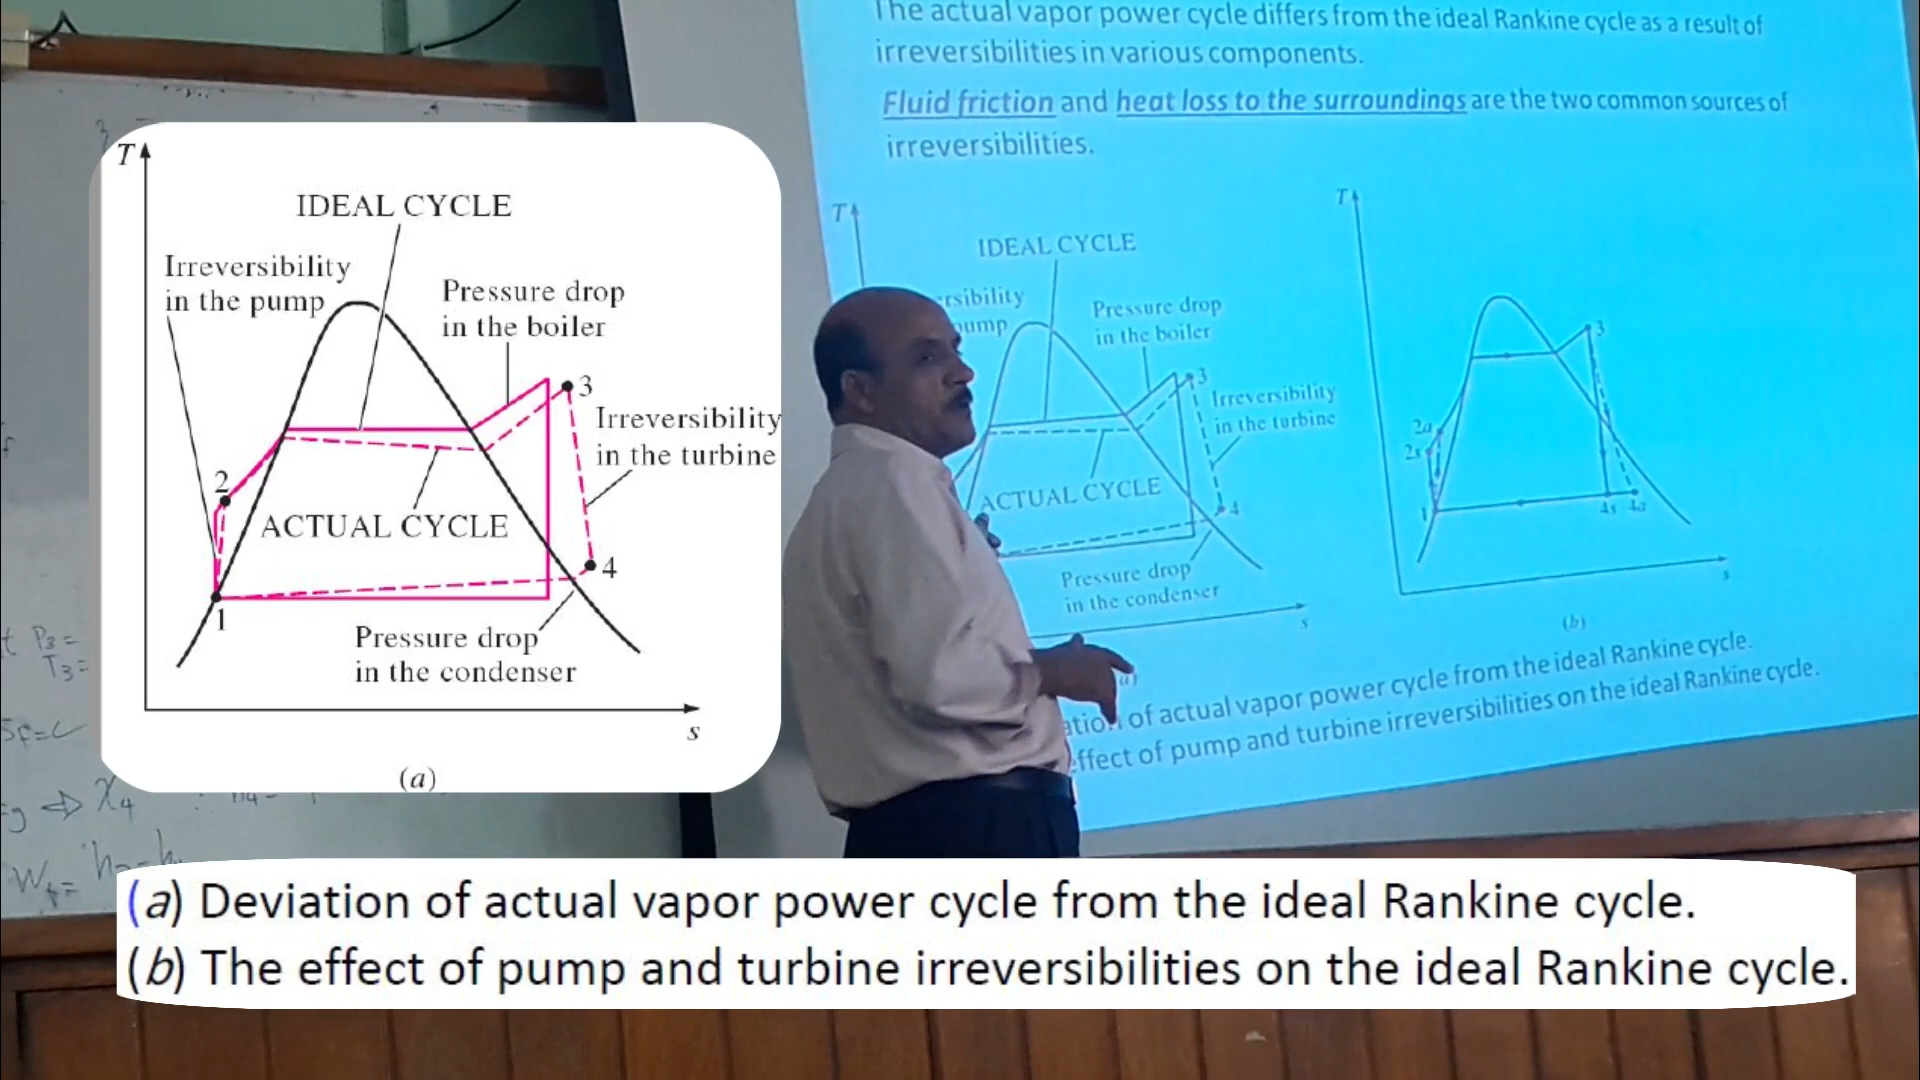 The actual vapor power cycle differs from the ideal Rankine cycle as a result of
irreversibilities in various components.
Fluid friction and heat loss to the surroundings are the two common sources of
irreversibilities.
T
IDEAL CYCLE
Irreversibility
in the pump
Pressure drop
in the boiler
3
Irreversibility
in the turbine
2
ACTUAL CYCLE
4
1
Pressure drop
in the condenser
s
(a)
T
IDEAL CYCLE
Pressure drop
in the boiler
3
Irreversibility
in the turbine
ACTUAL CYCLE
4
Pressure drop
in the condenser
s
T
3
2a
2s
1
4s 4a
s
(b)
of actual vapor power cycle from the ideal Rankine cycle.
effect of pump and turbine irreversibilities on the ideal Rankine cycle.
P3 =
T3 =
X4
(a) Deviation of actual vapor power cycle from the ideal Rankine cycle.
(b) The effect of pump and turbine irreversibilities on the ideal Rankine cycle.